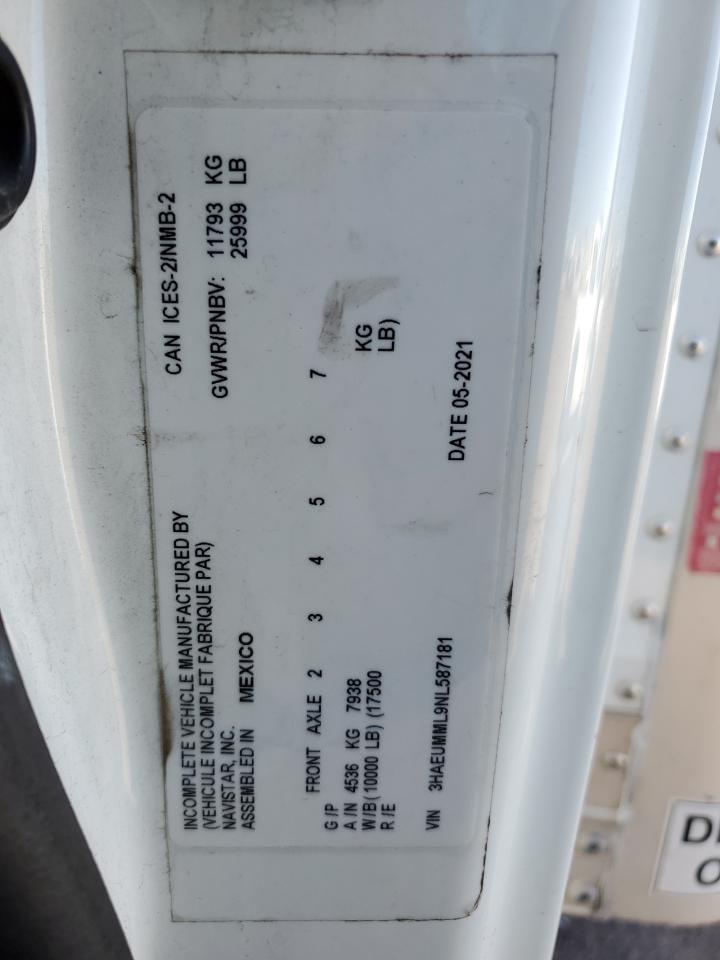 CAN ICES-2/NMB-2
GVWR/PNBV: 11793 KG
25999 LB
INCOMPLETE VEHICLE MANUFACTURED BY
(VEHICULE INCOMPLET FABRIQUE PAR)
NAVISTAR, INC.
ASSEMBLED IN MEXICO
FRONT AXLE 2 3 4 5 6 7
G /P
A /N 4536 KG 7938 KG
W/B(10000 LB) (17500 LB)
R /E
DATE 05-2021
VIN 3HAEUMML9NL587181